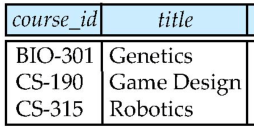 course_id title
BIO-301 Genetics
CS-190 Game Design
CS-315 Robotics